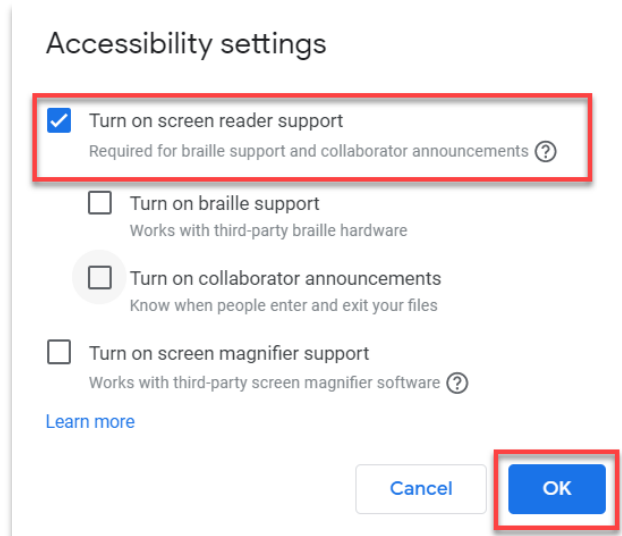 Accessibility settings
Turn on screen reader support
Required for braille support and collaborator announcements ?
Turn on braille support
Works with third-party braille hardware
Turn on collaborator announcements
Know when people enter and exit your files
Turn on screen magnifier support
Works with third-party screen magnifier software ?
Learn more
Cancel OK